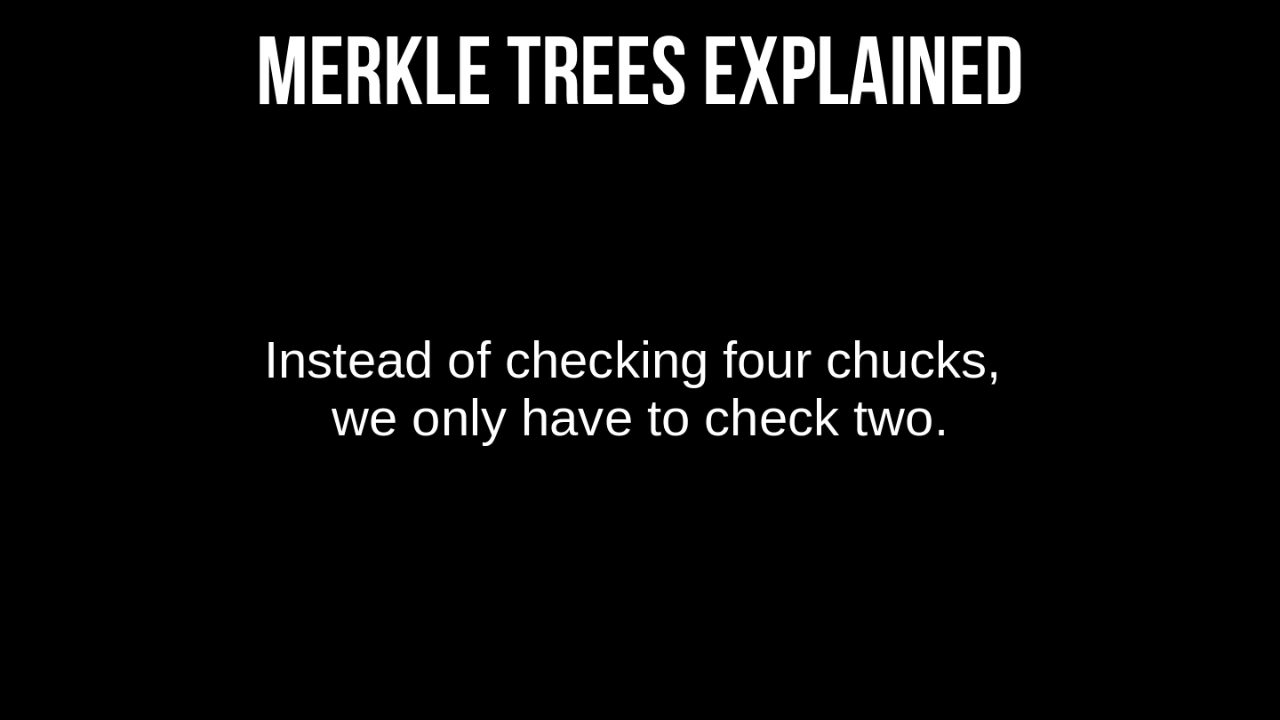 MERKLE TREES EXPLAINED
Instead of checking four chucks,
we only have to check two.